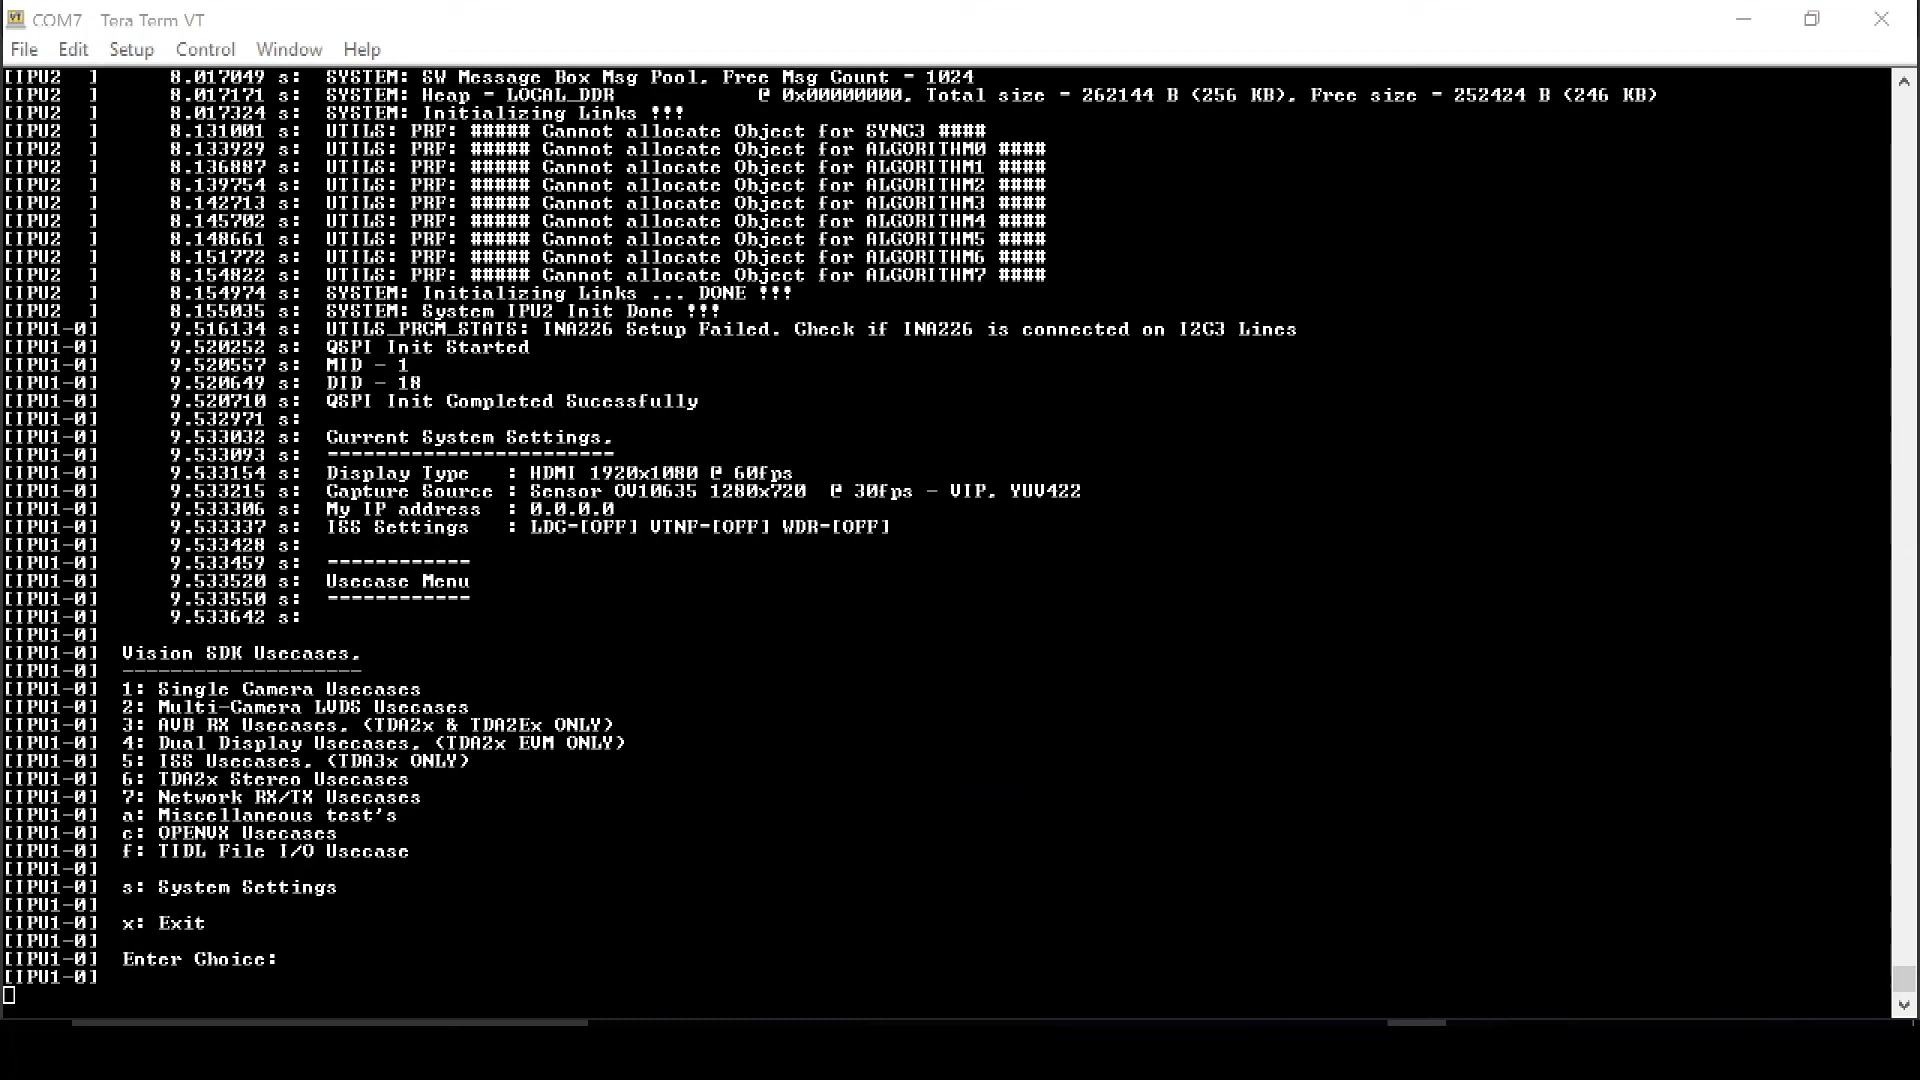 COM7 Tera Term VT
File Edit Setup Control Window Help
[IPU2 ] 8.017049 s: SYSTEM: SW Message Box Msg Pool, Free Msg Count = 1024
[IPU2 ] 8.017171 s: SYSTEM: Heap = LOCAL_DDR @ 0x00000000, Total size = 262144 B (256 KB), Free size = 252424 B (246 KB)
[IPU2 ] 8.017324 s: SYSTEM: Initializing Links !!!
[IPU2 ] 8.131001 s: UTILS: PRF: ##### Cannot allocate Object for SYNC3 ####
[IPU2 ] 8.133929 s: UTILS: PRF: ##### Cannot allocate Object for ALGORITHM0 ####
[IPU2 ] 8.136887 s: UTILS: PRF: ##### Cannot allocate Object for ALGORITHM1 ####
[IPU2 ] 8.139754 s: UTILS: PRF: ##### Cannot allocate Object for ALGORITHM2 ####
[IPU2 ] 8.142713 s: UTILS: PRF: ##### Cannot allocate Object for ALGORITHM3 ####
[IPU2 ] 8.145702 s: UTILS: PRF: ##### Cannot allocate Object for ALGORITHM4 ####
[IPU2 ] 8.148661 s: UTILS: PRF: ##### Cannot allocate Object for ALGORITHM5 ####
[IPU2 ] 8.151772 s: UTILS: PRF: ##### Cannot allocate Object for ALGORITHM6 ####
[IPU2 ] 8.154822 s: UTILS: PRF: ##### Cannot allocate Object for ALGORITHM7 ####
[IPU2 ] 8.154974 s: SYSTEM: Initializing Links ... DONE !!!
[IPU2 ] 8.155035 s: SYSTEM: System IPU2 Init Done !!!
[IPU1-0] 9.516134 s: UTILS_PRCM_STATS: INA226 Setup Failed. Check if INA226 is connected on I2C3 Lines
[IPU1-0] 9.520252 s: QSPI Init Started
[IPU1-0] 9.520557 s: MID - 1
[IPU1-0] 9.520649 s: DID - 18
[IPU1-0] 9.520710 s: QSPI Init Completed Sucessfully
[IPU1-0] 9.532971 s:
[IPU1-0] 9.533032 s: Current System Settings,
[IPU1-0] 9.533093 s: ========================
[IPU1-0] 9.533154 s: Display Type : HDMI 1920x1080 @ 60fps
[IPU1-0] 9.533215 s: Capture Source : Sensor OV10635 1280x720 @ 30fps - VIP, YUV422
[IPU1-0] 9.533306 s: My IP address : 0.0.0.0
[IPU1-0] 9.533337 s: ISS Settings : LDC=[OFF] VTNF=[OFF] WDR=[OFF]
[IPU1-0] 9.533428 s:
[IPU1-0] 9.533459 s: ============
[IPU1-0] 9.533520 s: Usecase Menu
[IPU1-0] 9.533550 s: ============
[IPU1-0] 9.533642 s:
[IPU1-0]
[IPU1-0] Vision SDK Usecases,
[IPU1-0] --------------------
[IPU1-0] 1: Single Camera Usecases
[IPU1-0] 2: Multi-Camera LVDS Usecases
[IPU1-0] 3: AVB RX Usecases, (TDA2x & TDA2Ex ONLY)
[IPU1-0] 4: Dual Display Usecases, (TDA2x EVM ONLY)
[IPU1-0] 5: ISS Usecases, (TDA3x ONLY)
[IPU1-0] 6: TDA2x Stereo Usecases
[IPU1-0] 7: Network RX/TX Usecases
[IPU1-0] a: Miscellaneous test's
[IPU1-0] c: OPENVX Usecases
[IPU1-0] f: TIDL File I/O Usecase
[IPU1-0]
[IPU1-0] s: System Settings
[IPU1-0]
[IPU1-0] x: Exit
[IPU1-0]
[IPU1-0] Enter Choice:
[IPU1-0]